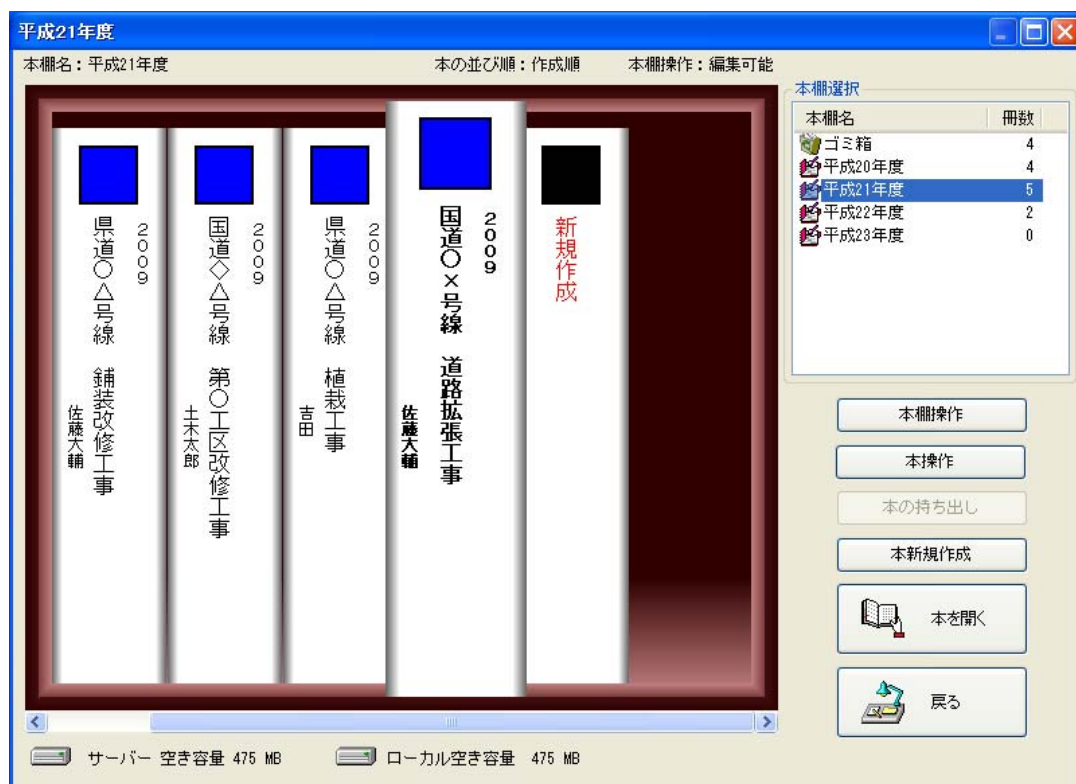 平成21年度
本棚名：平成21年度
本の並び順：作成順
本棚操作：編集可能
2009
県道○△号線　舗装改修工事
佐藤大輔
2009
国道◇△号線　第○工区改修工事
土木太郎
2009
県道○△号線　植栽工事
吉田
2009
国道○×号線　道路拡張工事
佐藤大輔
新規作成
本棚選択
本棚名 冊数
ゴミ箱 4
平成20年度 4
平成21年度 5
平成22年度 2
平成23年度 0
本棚操作
本操作
本の持ち出し
本新規作成
本を開く
戻る
サーバー 空き容量 475 MB
ローカル空き容量 475 MB